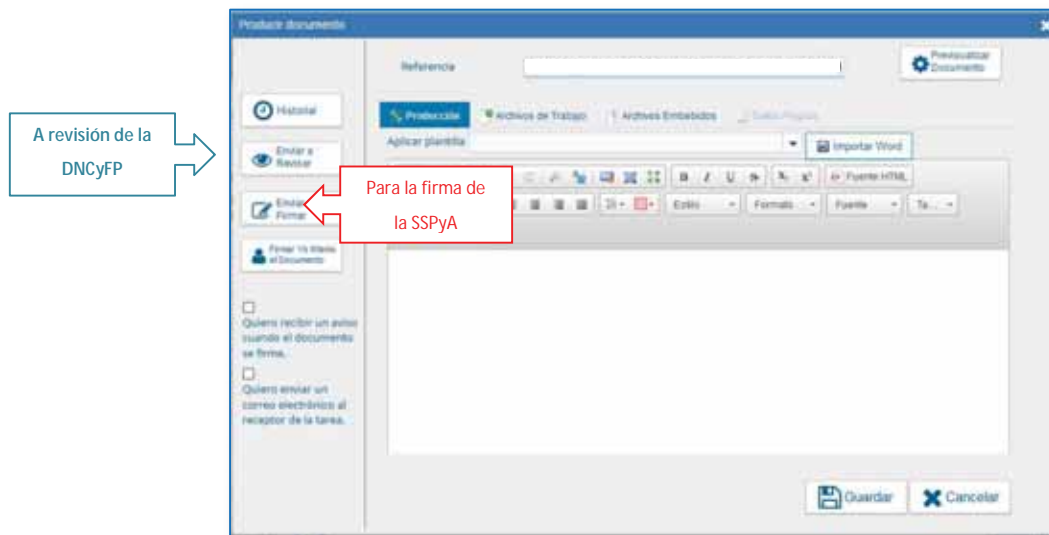 Producir documento
Referencia
Previsualizar
Documento
Historial
Producción
Archivos de Trabajo
Archivos Embebidos
A revisión de la
DNCyFP
Enviar a
Revisar
Aplicar plantilla
Importar Word
Para la firma de
la SSPyA
Fuente HTML
Enviar
Firmar
Estilo
Formato
Fuente
Ta...
Firmar Yo Mismo
el Documento
Quiero recibir un aviso
cuando el documento
se firma.
Quiero enviar un
correo electrónico al
receptor de la tarea.
Guardar
Cancelar